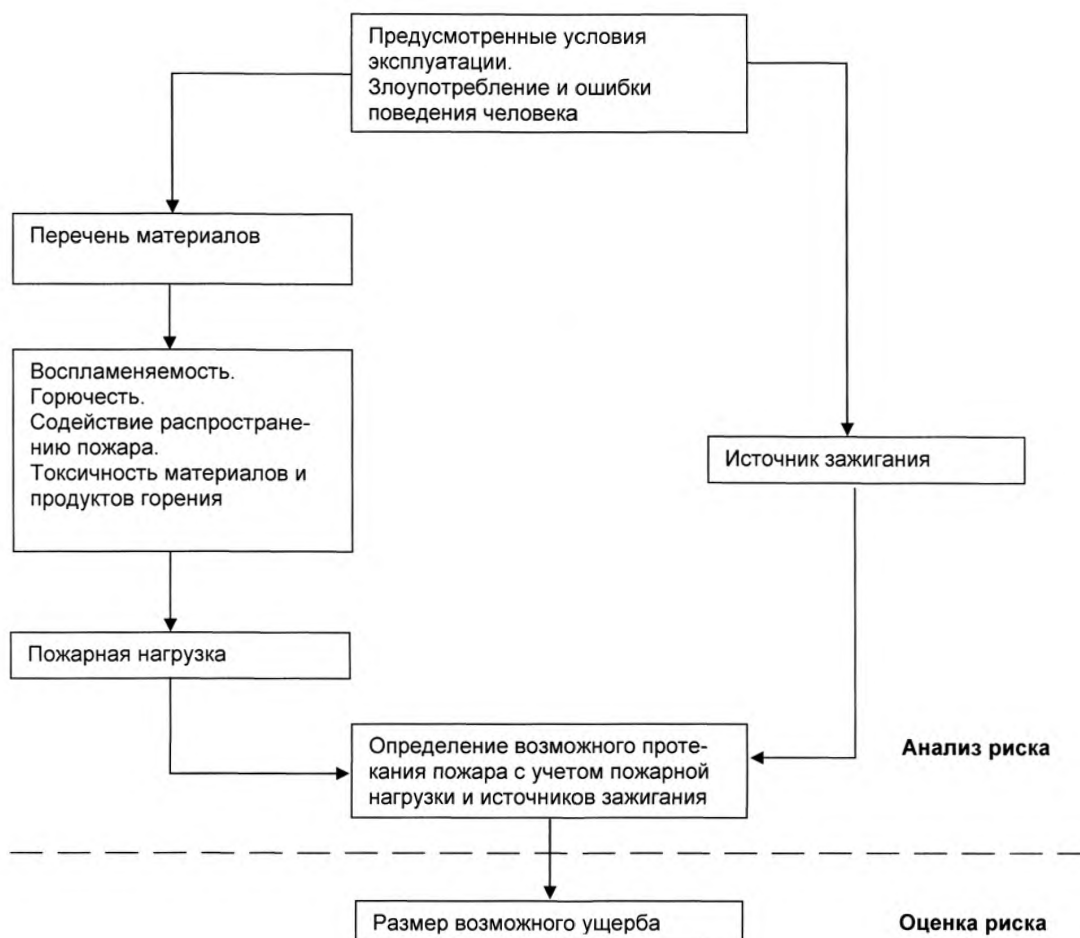 Предусмотренные условия
эксплуатации.
Злоупотребление и ошибки
поведения человека
Перечень материалов
Воспламеняемость.
Горючесть.
Содействие распростране-
нию пожара.
Токсичность материалов и
продуктов горения
Источник зажигания
Пожарная нагрузка
Определение возможного проте-
кания пожара с учетом пожарной
нагрузки и источников зажигания
Анализ риска
Размер возможного ущерба
Оценка риска